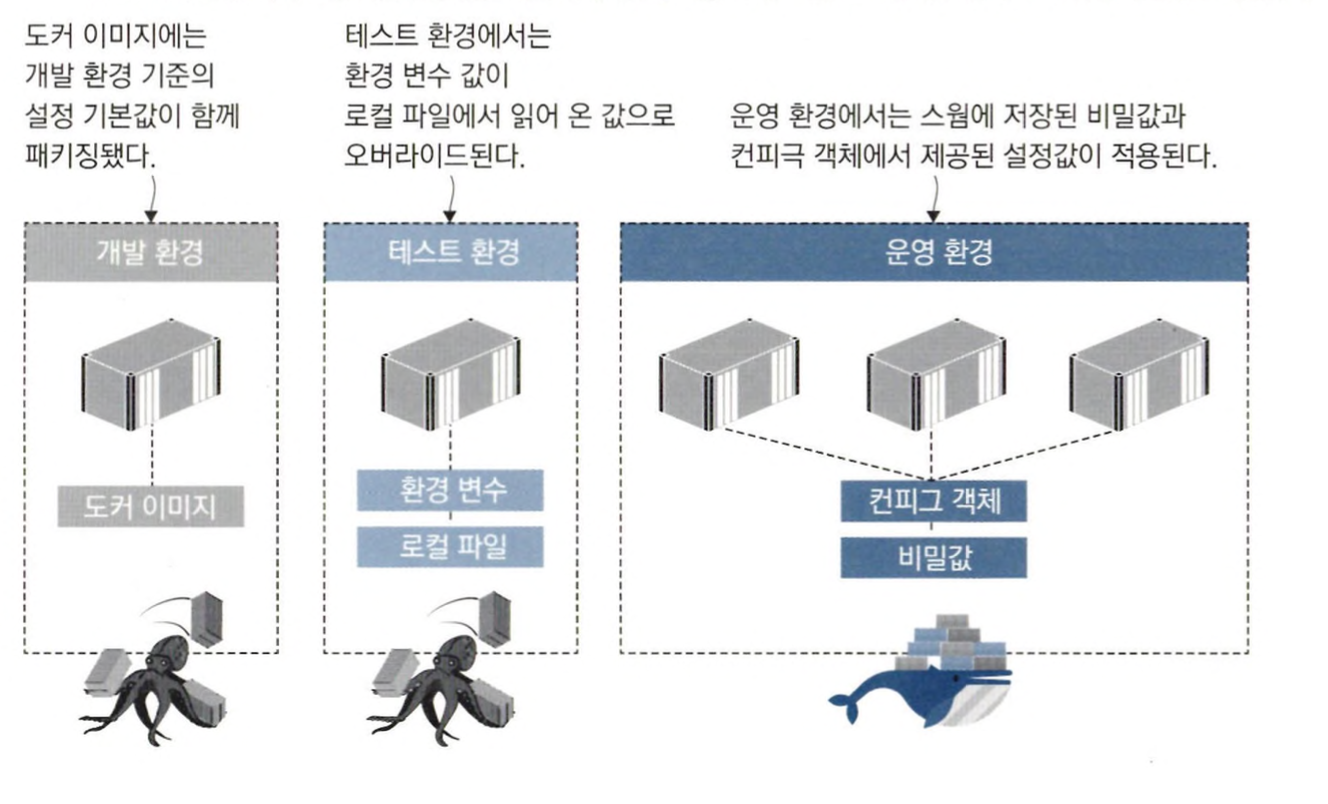 도커 이미지에는
개발 환경 기준의
설정 기본값이 함께
패키징됐다.
테스트 환경에서는
환경 변수 값이
로컬 파일에서 읽어 온 값으로
오버라이드된다.
운영 환경에서는 스웜에 저장된 비밀값과
컨피극 객체에서 제공된 설정값이 적용된다.
개발 환경
테스트 환경
운영 환경
도커 이미지
환경 변수
로컬 파일
컨피그 객체
비밀값